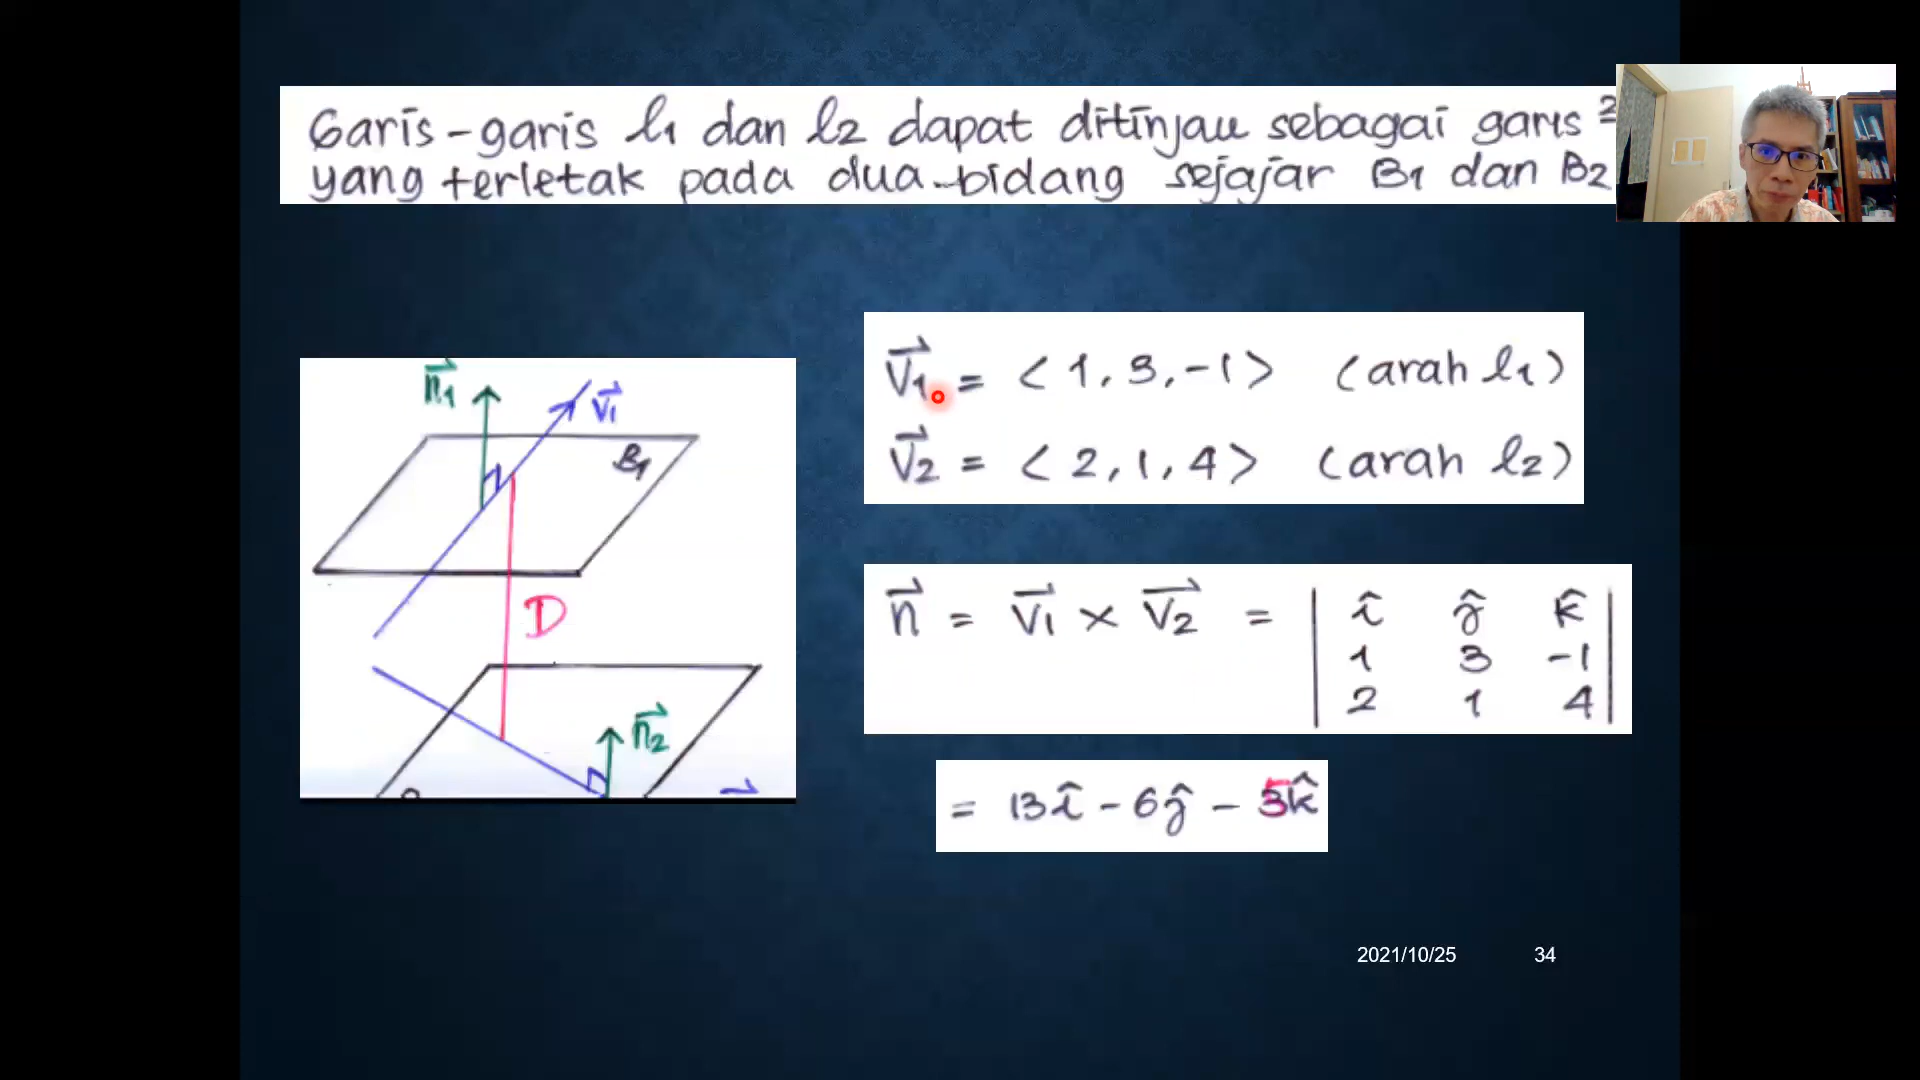 Garis-garis l1 dan l2 dapat ditinjau sebagai garis 2
yang terletak pada dua bidang sejajar B1 dan B2
n1
v1
B1
D
n2
v1 = < 1, 3, -1 > (arah l1)
v2 = < 2, 1, 4 > (arah l2)
n = v1 × v2 = | î ĵ k̂ |
| 1 3 -1 |
| 2 1 4 |
= 13î - 6ĵ - 5k̂
2021/10/25 34